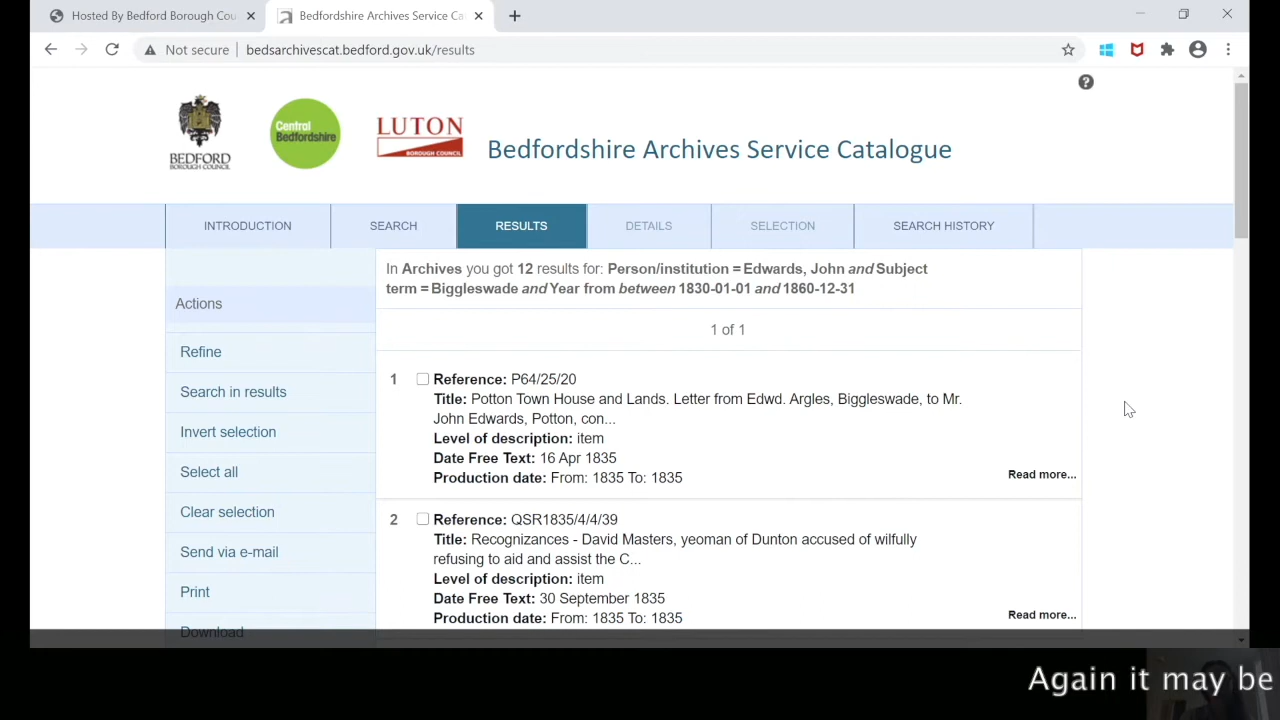 Hosted By Bedford Borough Cou
Bedfordshire Archives Service Ca
Not secure
bedsarchivescat.bedford.gov.uk/results
BEDFORD
BOROUGH COUNCIL
Central
Bedfordshire
LUTON
BOROUGH COUNCIL
Bedfordshire Archives Service Catalogue
INTRODUCTION
SEARCH
RESULTS
DETAILS
SELECTION
SEARCH HISTORY
Actions
Refine
Search in results
Invert selection
Select all
Clear selection
Send via e-mail
Print
Download
In Archives you got 12 results for: Person/institution = Edwards, John and Subject
term = Biggleswade and Year from between 1830-01-01 and 1860-12-31
1 of 1
1 Reference: P64/25/20
Title: Potton Town House and Lands. Letter from Edwd. Argles, Biggleswade, to Mr.
John Edwards, Potton, con...
Level of description: item
Date Free Text: 16 Apr 1835
Production date: From: 1835 To: 1835
Read more...
2 Reference: QSR1835/4/4/39
Title: Recognizances - David Masters, yeoman of Dunton accused of wilfully
refusing to aid and assist the C...
Level of description: item
Date Free Text: 30 September 1835
Production date: From: 1835 To: 1835
Read more...
Again it may be